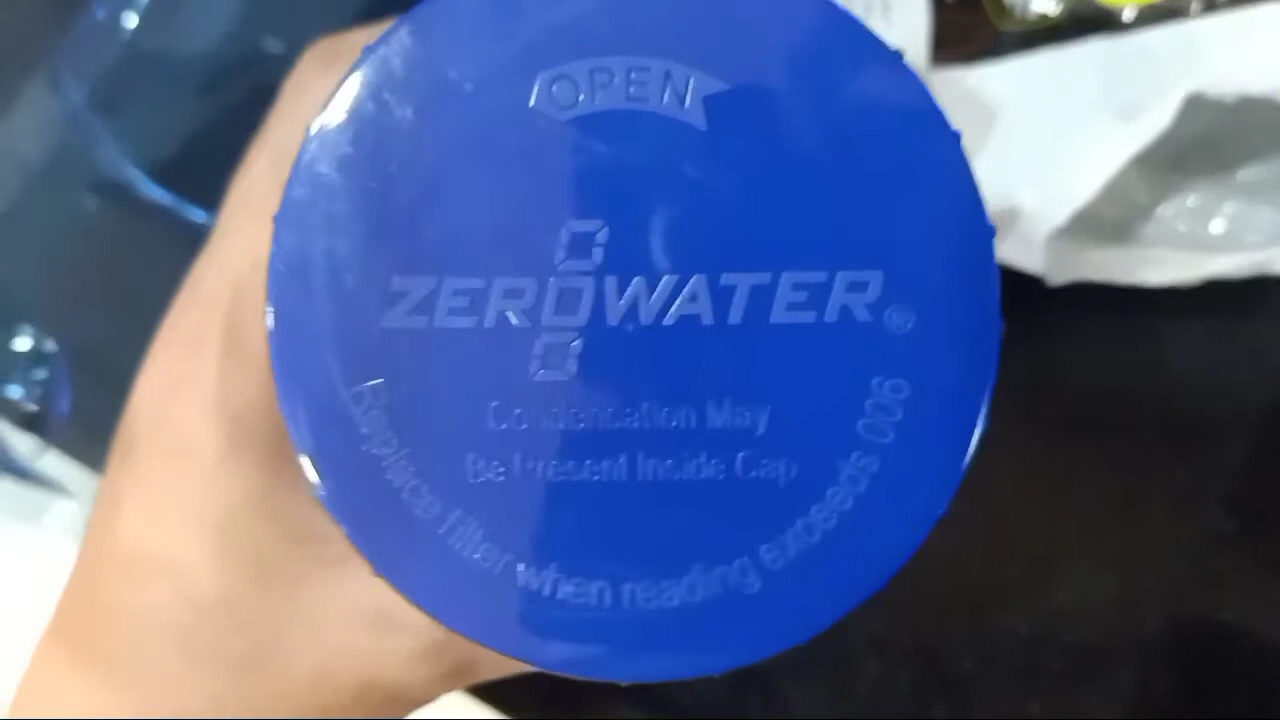 OPEN
ZEROWATER®
Condensation May
Be Present Inside Cap
Replace filter when reading exceeds 006